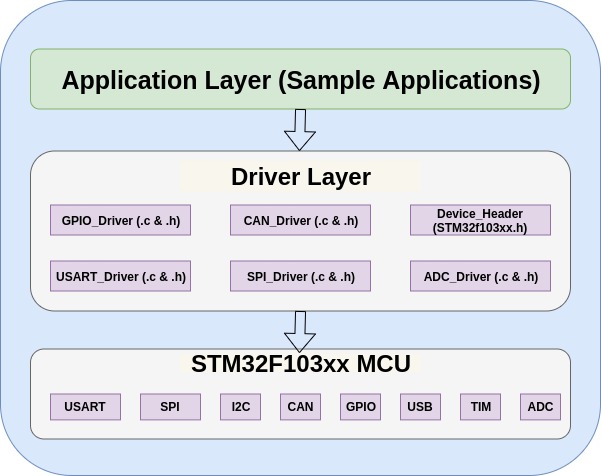 Application Layer (Sample Applications)
Driver Layer
GPIO_Driver (.c & .h)
CAN_Driver (.c & .h)
Device_Header
(STM32f103xx.h)
USART_Driver (.c & .h)
SPI_Driver (.c & .h)
ADC_Driver (.c & .h)
STM32F103xx MCU
USART
SPI
I2C
CAN
GPIO
USB
TIM
ADC